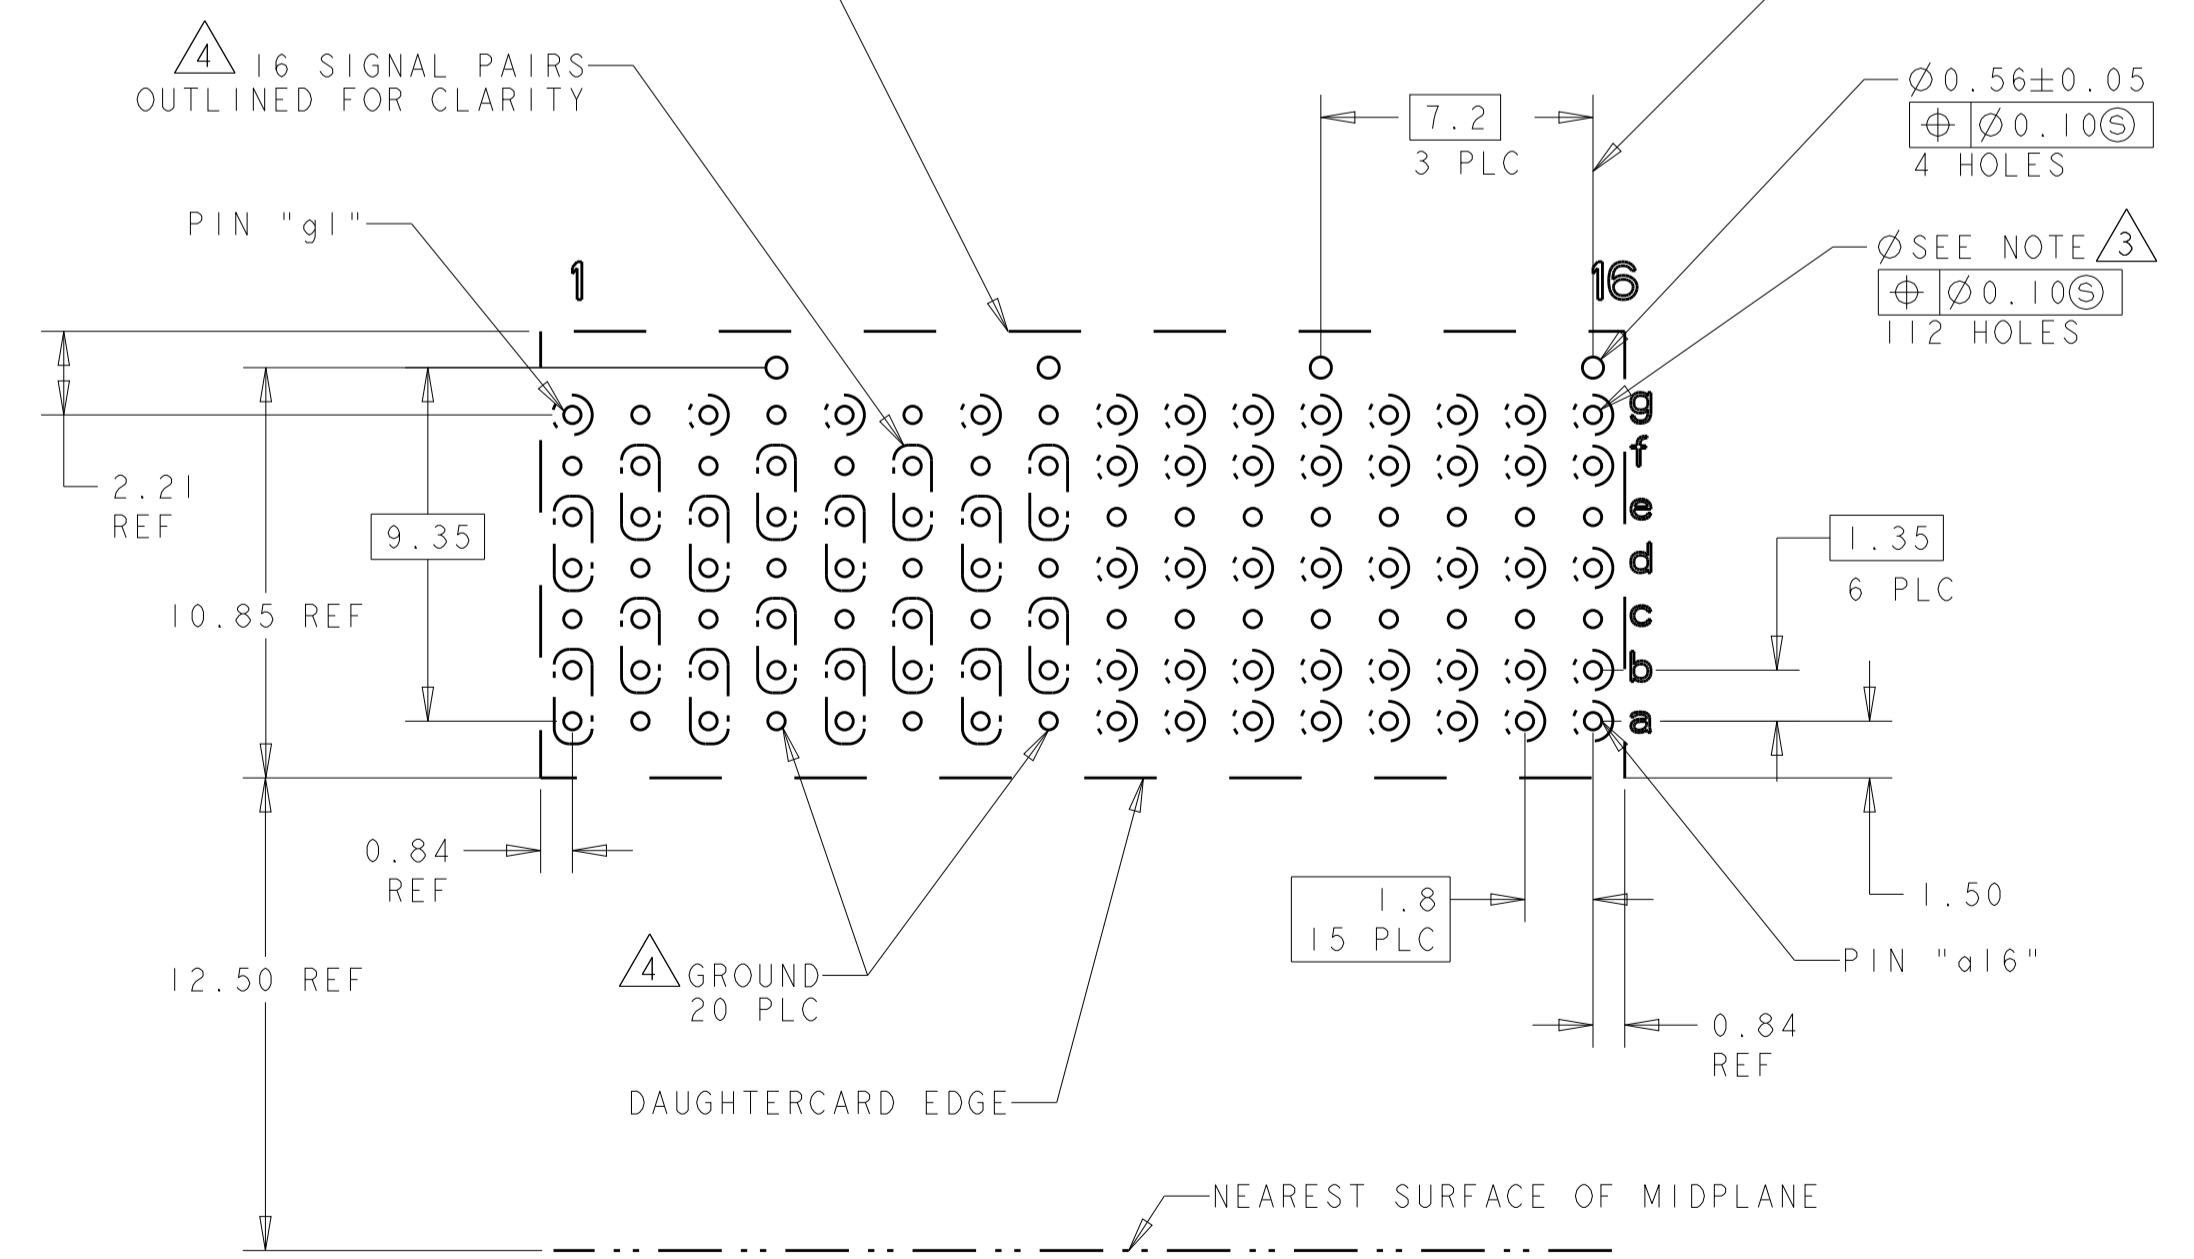 4 16 SIGNAL PAIRS
OUTLINED FOR CLARITY
7.2
3 PLC
Ø0.56±0.05
⌖ Ø0.10Ⓢ
4 HOLES
PIN "g1"
ØSEE NOTE 3
⌖ Ø0.10Ⓢ
112 HOLES
1
16
g
f
e
d
c
b
a
2.21
REF
9.35
10.85 REF
1.35
6 PLC
0.84
REF
1.8
15 PLC
1.50
PIN "a16"
4 GROUND
20 PLC
12.50 REF
0.84
REF
DAUGHTERCARD EDGE
NEAREST SURFACE OF MIDPLANE